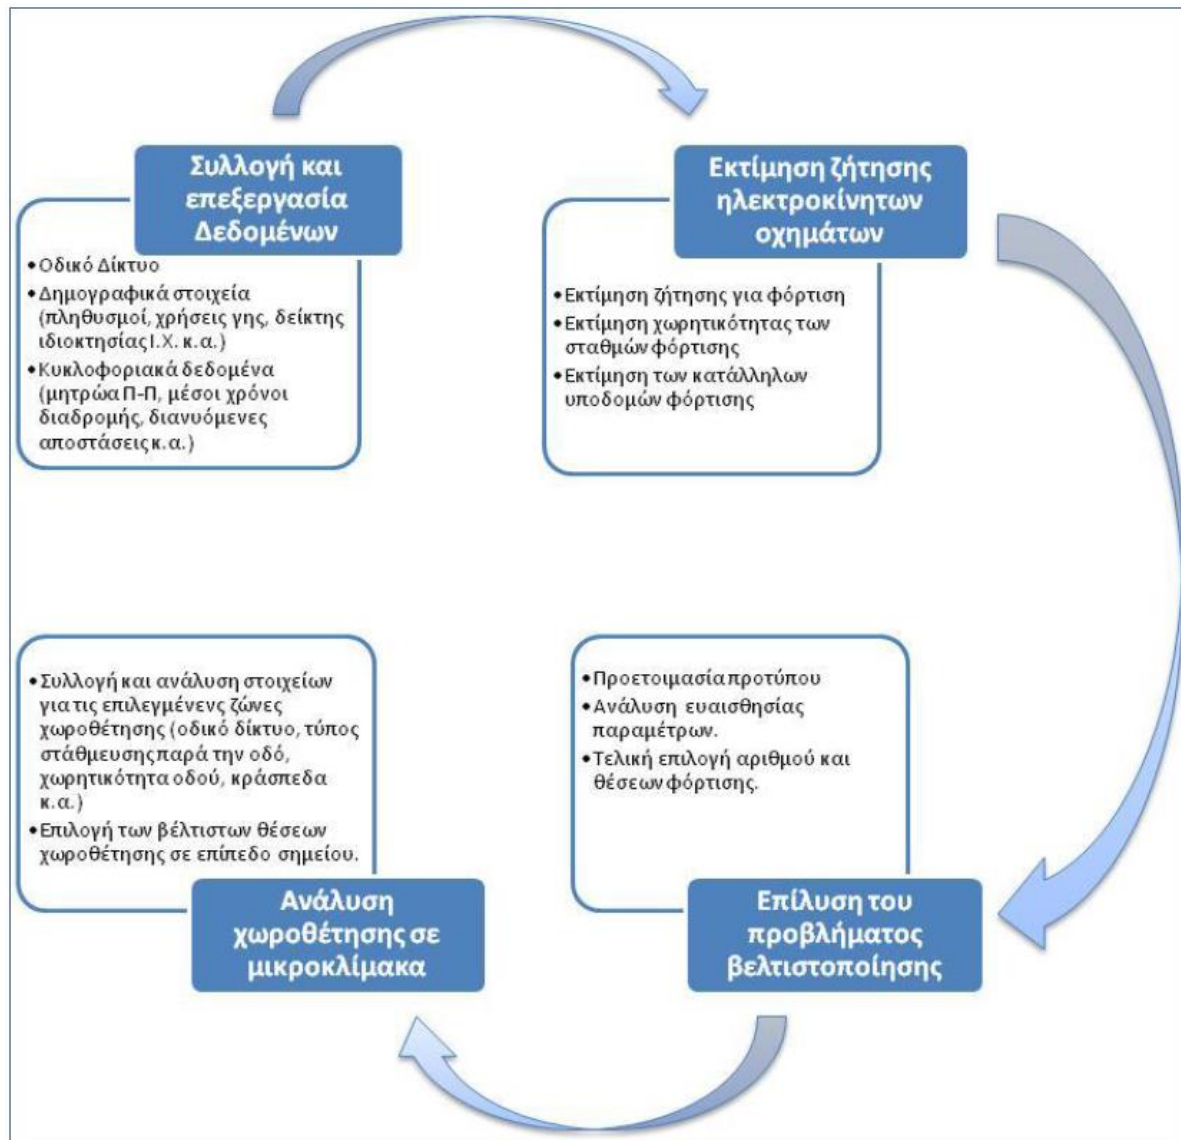 Συλλογή και
επεξεργασία
Δεδομένων
•Οδικό Δίκτυο
•Δημογραφικά στοιχεία
(πληθυσμοί, χρήσεις γης, δείκτης
ιδιοκτησίας Ι.Χ. κ.α.)
•Κυκλοφοριακά δεδομένα
(μητρώα Π-Π, μέσοι χρόνοι
διαδρομής, διανυόμενες
αποστάσεις κ.α.)
Εκτίμηση ζήτησης
ηλεκτροκίνητων
οχημάτων
•Εκτίμηση ζήτησης για φόρτιση
•Εκτίμηση χωρητικότητας των
σταθμών φόρτισης
•Εκτίμηση των κατάλληλων
υποδομών φόρτισης
•Προετοιμασία προτύπου
•Ανάλυση ευαισθησίας
παραμέτρων.
•Τελική επιλογή αριθμού και
θέσεων φόρτισης.
Επίλυση του
προβλήματος
βελτιστοποίησης
•Συλλογή και ανάλυση στοιχείων
για τις επιλεγμένενς ζώνες
χωροθέτησης (οδικό δίκτυο, τύπος
στάθμευσης παρά την οδό,
χωρητικότητα οδού, κράσπεδα
κ.α.)
•Επιλογή των βέλτιστων θέσεων
χωροθέτησης σε επίπεδο σημείου.
Ανάλυση
χωροθέτησης σε
μικροκλίμακα